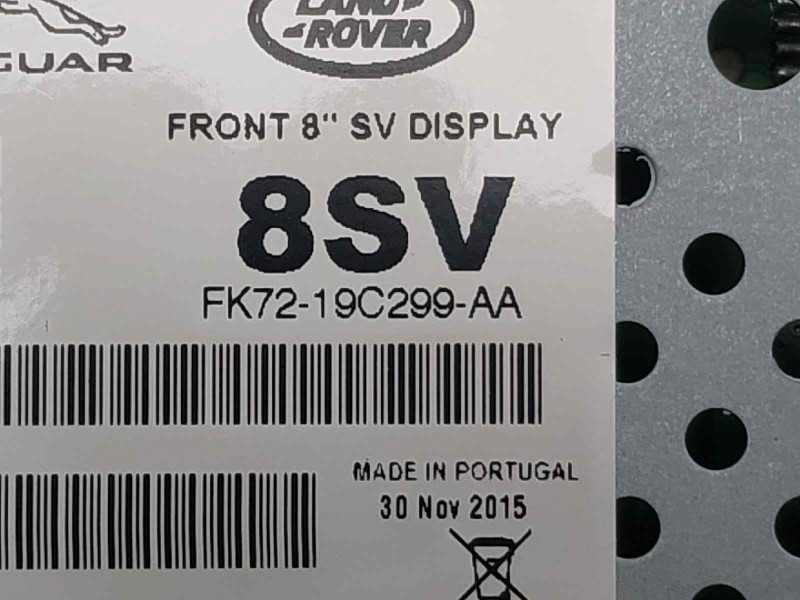 LAND
ROVER
GUAR
FRONT 8" SV DISPLAY
8SV
FK72-19C299-AA
MADE IN PORTUGAL
30 Nov 2015